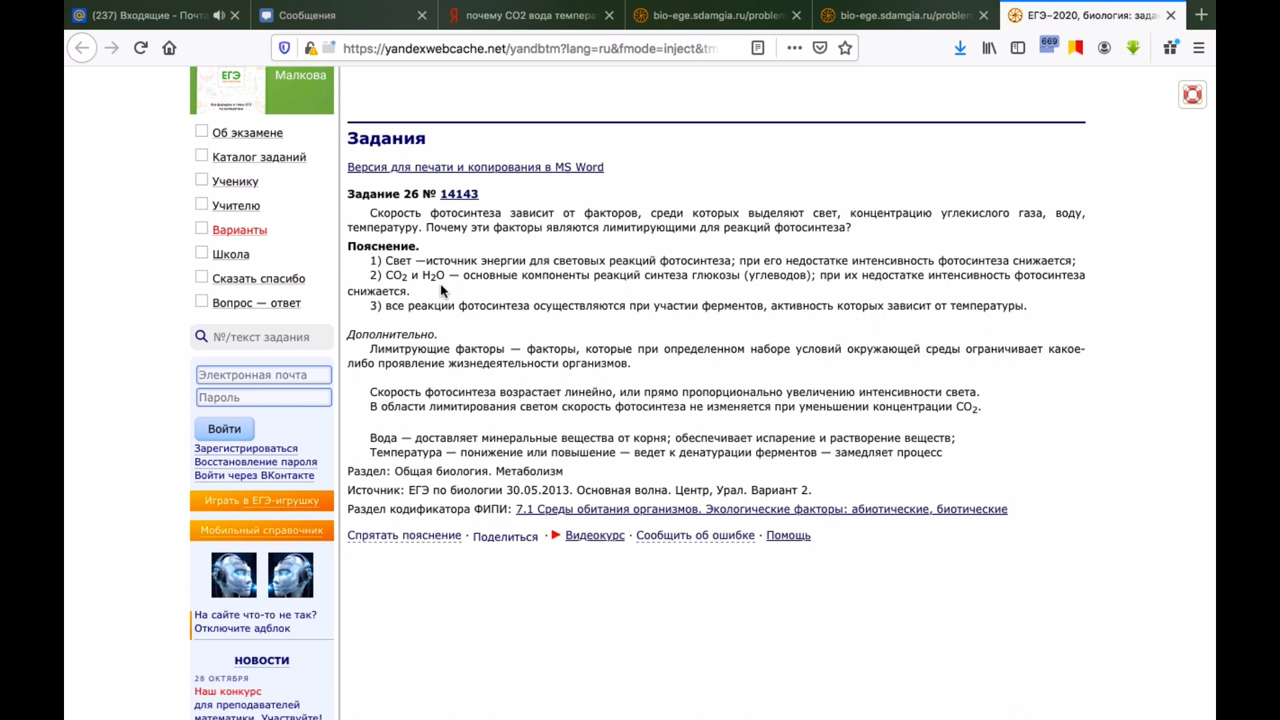 (237) Входящие - Почта
Сообщения
почему СО2 вода темпера
bio-ege.sdamgia.ru/problem
bio-ege.sdamgia.ru/problem
ЕГЭ–2020, биология: зада
https://yandexwebcache.net/yandbtm?lang=ru&fmode=inject&tm
669
ЕГЭ
Малкова
Об экзамене
Каталог заданий
Ученику
Учителю
Варианты
Школа
Сказать спасибо
Вопрос — ответ
№/текст задания
Электронная почта
Пароль
Войти
Зарегистрироваться
Восстановление пароля
Войти через ВКонтакте
Играть в ЕГЭ-игрушку
Мобильный справочник
На сайте что-то не так?
Отключите адблок
НОВОСТИ
28 ОКТЯБРЯ
Наш конкурс
для преподавателей
математики. Участвуйте!
Задания
Версия для печати и копирования в MS Word
Задание 26 № 14143
Скорость фотосинтеза зависит от факторов, среди которых выделяют свет, концентрацию углекислого газа, воду,
температуру. Почему эти факторы являются лимитирующими для реакций фотосинтеза?
Пояснение.
1) Свет —источник энергии для световых реакций фотосинтеза; при его недостатке интенсивность фотосинтеза снижается;
2) CO₂ и H₂O — основные компоненты реакций синтеза глюкозы (углеводов); при их недостатке интенсивность фотосинтеза
снижается.
3) все реакции фотосинтеза осуществляются при участии ферментов, активность которых зависит от температуры.
Дополнительно.
Лимитрующие факторы — факторы, которые при определенном наборе условий окружающей среды ограничивает какое-
либо проявление жизнедеятельности организмов.
Скорость фотосинтеза возрастает линейно, или прямо пропорционально увеличению интенсивности света.
В области лимитирования светом скорость фотосинтеза не изменяется при уменьшении концентрации CO₂.
Вода — доставляет минеральные вещества от корня; обеспечивает испарение и растворение веществ;
Температура — понижение или повышение — ведет к денатурации ферментов — замедляет процесс
Раздел: Общая биология. Метаболизм
Источник: ЕГЭ по биологии 30.05.2013. Основная волна. Центр, Урал. Вариант 2.
Раздел кодификатора ФИПИ: 7.1 Среды обитания организмов. Экологические факторы: абиотические, биотические
Спрятать пояснение · Поделиться · Видеокурс · Сообщить об ошибке · Помощь